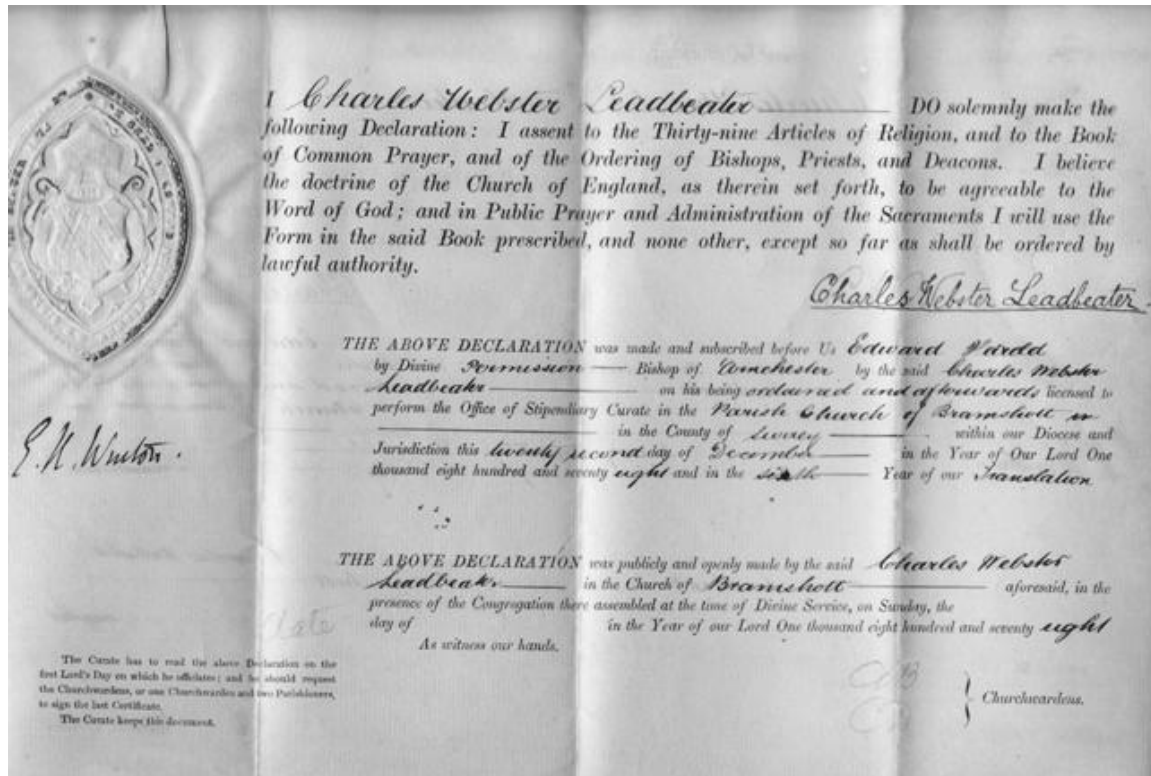 I Charles Webster Leadbeater DO solemnly make the
following Declaration: I assent to the Thirty-nine Articles of Religion, and to the Book
of Common Prayer, and of the Ordering of Bishops, Priests, and Deacons. I believe
the doctrine of the Church of England, as therein set forth, to be agreeable to the
Word of God; and in Public Prayer and Administration of the Sacraments I will use the
Form in the said Book prescribed, and none other, except so far as shall be ordered by
lawful authority.
Charles Webster Leadbeater
THE ABOVE DECLARATION was made and subscribed before Us Edward
by Divine Permission Bishop of by the said Charles Webster
Leadbeater on his being ordained and afterwards licensed to
perform the Office of Stipendiary Curate in the Parish Church of Bramshott in
in the County of within our Diocese and
Jurisdiction this twenty second day of December in the Year of Our Lord One
thousand eight hundred and seventy eight and in the sixth Year of our Translation
E. H. Winton.
THE ABOVE DECLARATION was publicly and openly made by the said Charles Webster
Leadbeater in the Church of Bramshott aforesaid, in the
presence of the Congregation there assembled at the time of Divine Service, on Sunday, the
day of in the Year of our Lord One thousand eight hundred and seventy eight
As witness our hands,
Churchwardens.
The Curate has to read the above Declaration on the
first Lord's Day on which he officiates; and he should request
the Churchwardens, or one Churchwarden and two Parishioners,
to sign the last Certificate.
The Curate keeps this document.